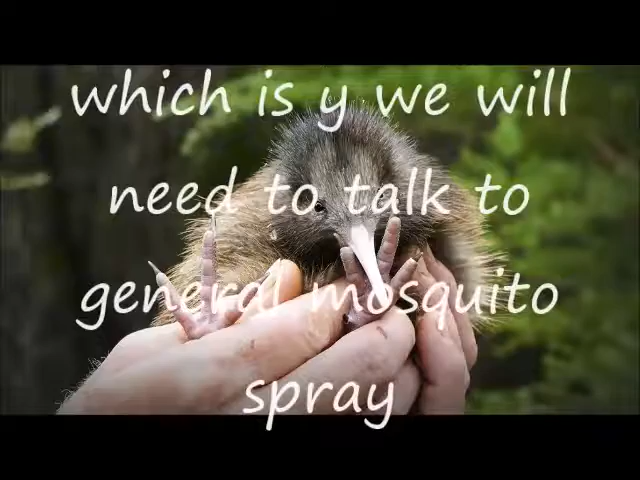 which is y we will
need to talk to
general mosquito
spray